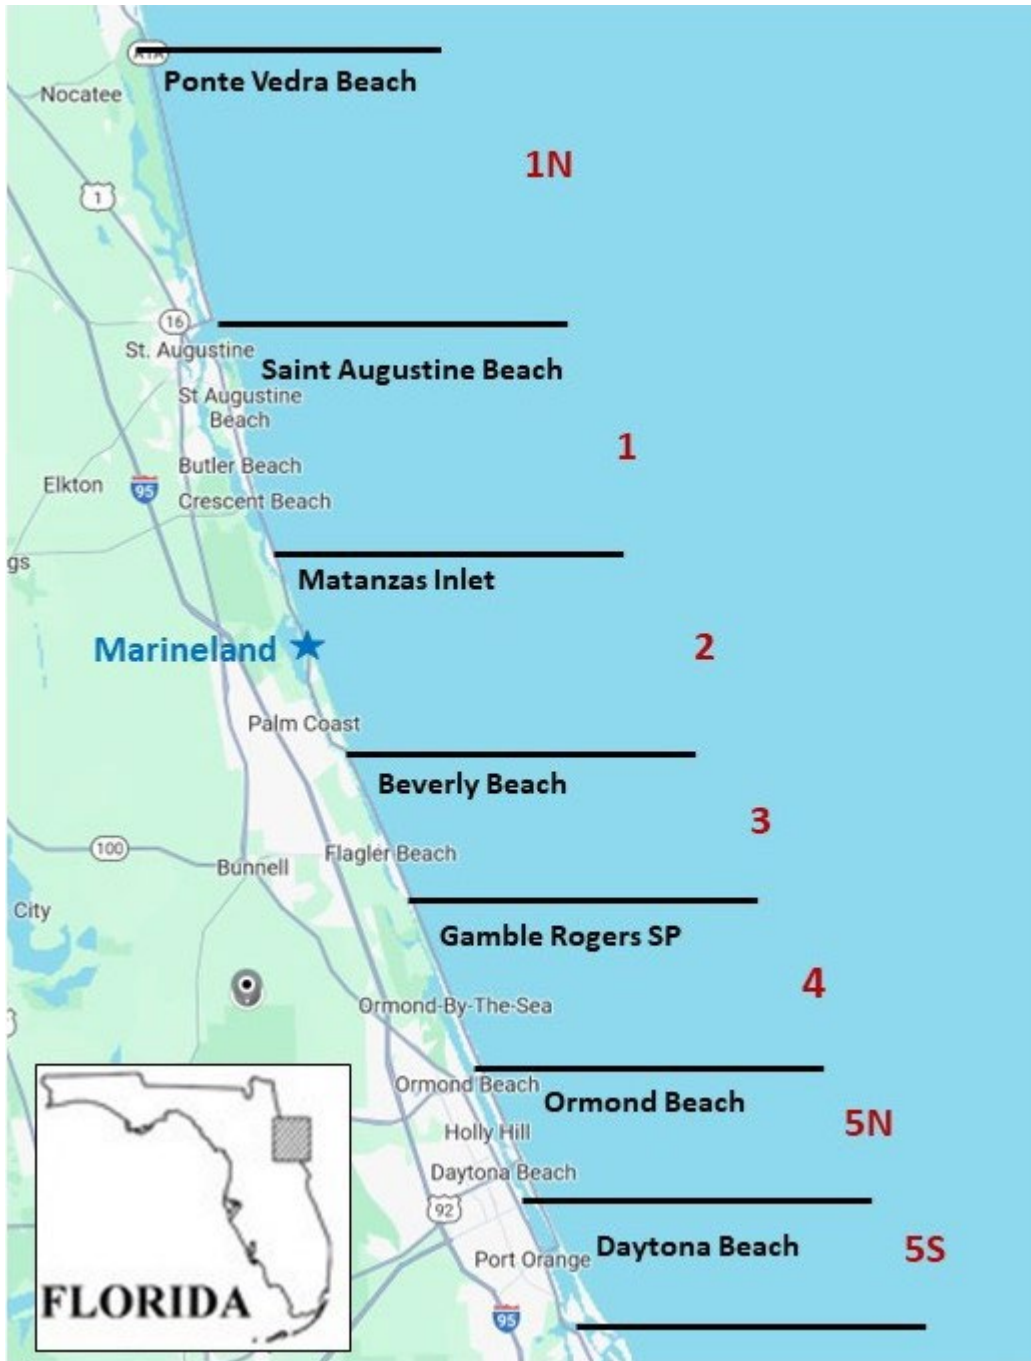 A1A
Ponte Vedra Beach
Nocatee
1N
1
16
St. Augustine
Saint Augustine Beach
St Augustine
Beach
1
Butler Beach
Elkton
95
Crescent Beach
gs
Matanzas Inlet
Marineland
2
Palm Coast
Beverly Beach
3
100
Flagler Beach
Bunnell
City
Gamble Rogers SP
4
Ormond-By-The-Sea
Ormond Beach
Ormond Beach
5N
Holly Hill
Daytona Beach
92
Port Orange
Daytona Beach
5S
FLORIDA
95